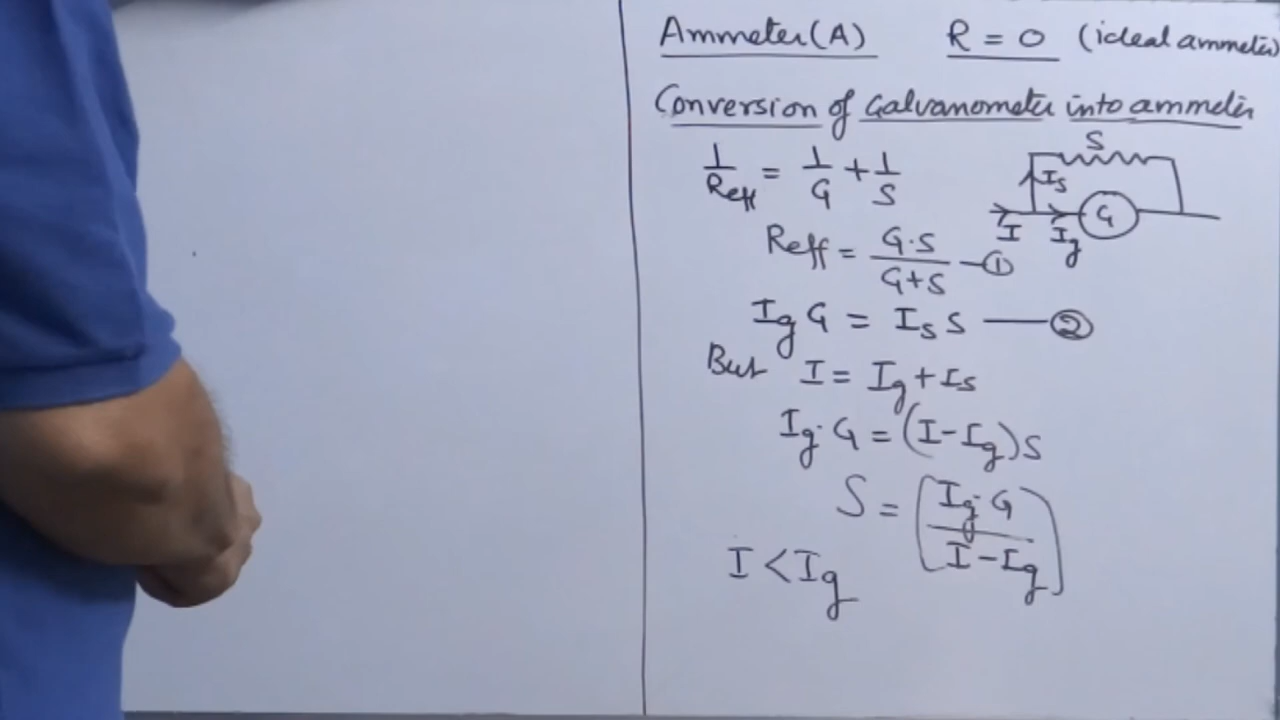 Ammeter(A) R = 0 (ideal ammeter)
Conversion of Galvanometer into ammeter
1/Reff = 1/G + 1/S
S
Is
G
I Ig
Reff = G·S/G+S —①
Ig G = Is S —②
But I = Ig + Is
Ig·G = (I-Ig)S
S = (Ig·G/I-Ig)
I < Ig